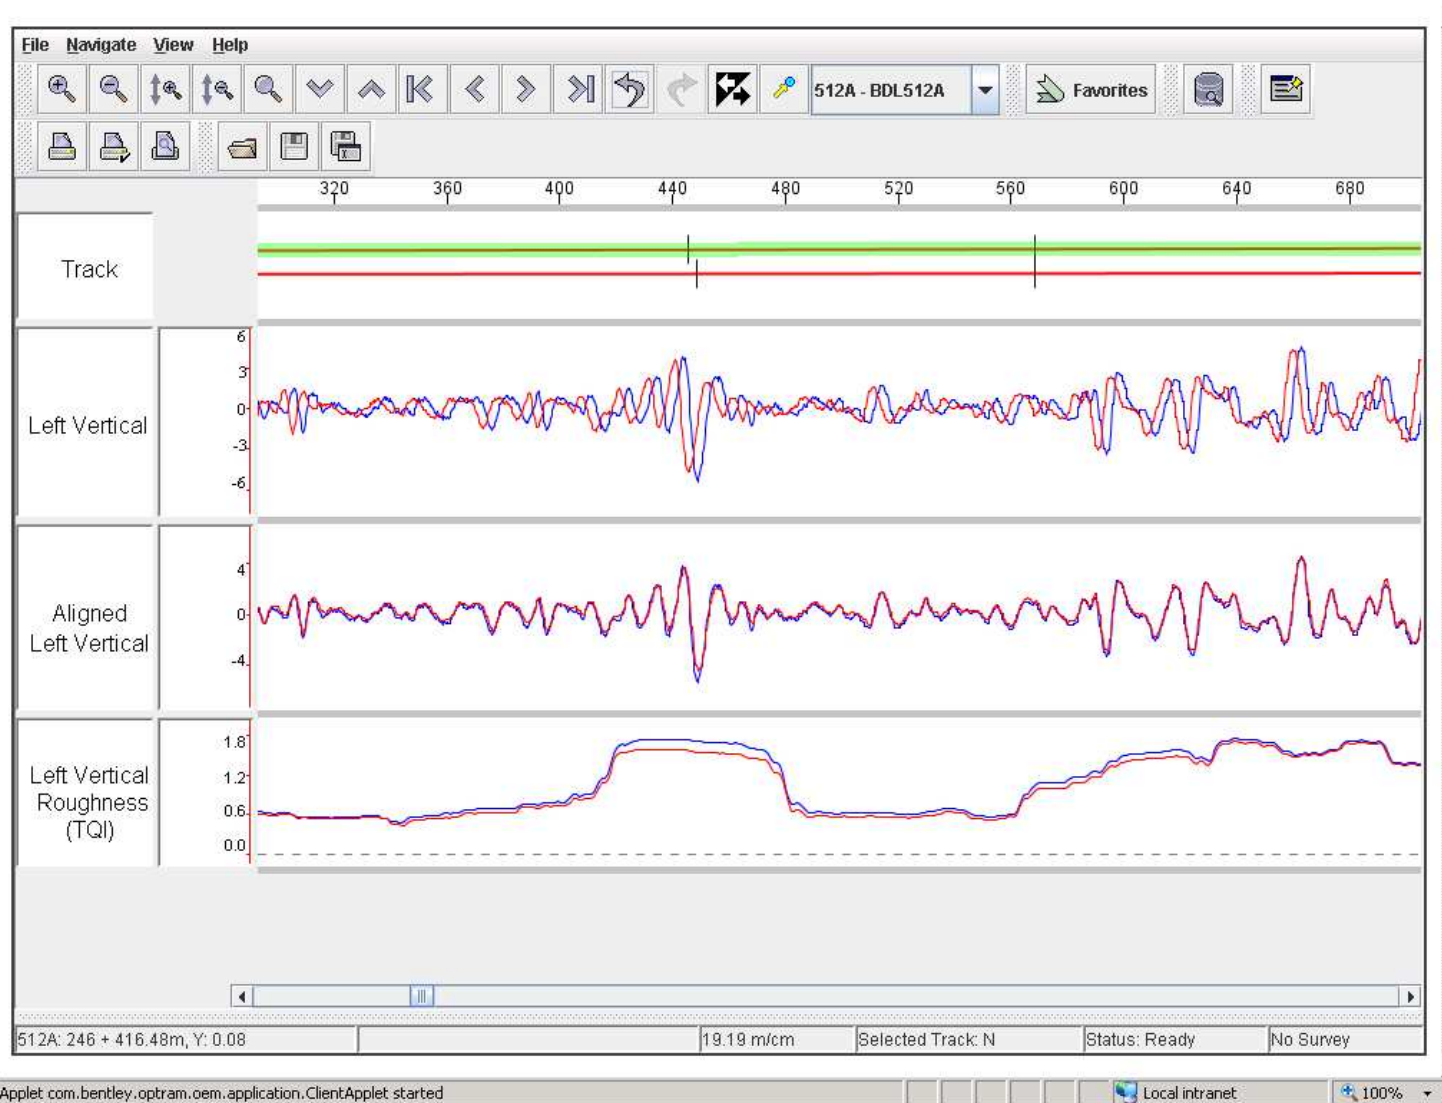 File Navigate View Help
512A - BDL512A
Favorites
320 360 400 440 480 520 560 600 640 680
Track
Left Vertical
6
3
0
-3
-6
Aligned
Left Vertical
4
0
-4
Left Vertical
Roughness
(TQI)
1.8
1.2
0.6
0.0
512A: 246 + 416.48m, Y: 0.08 19.19 m/cm Selected Track: N Status: Ready No Survey
Applet com.bentley.optram.oem.application.ClientApplet started Local intranet 100%